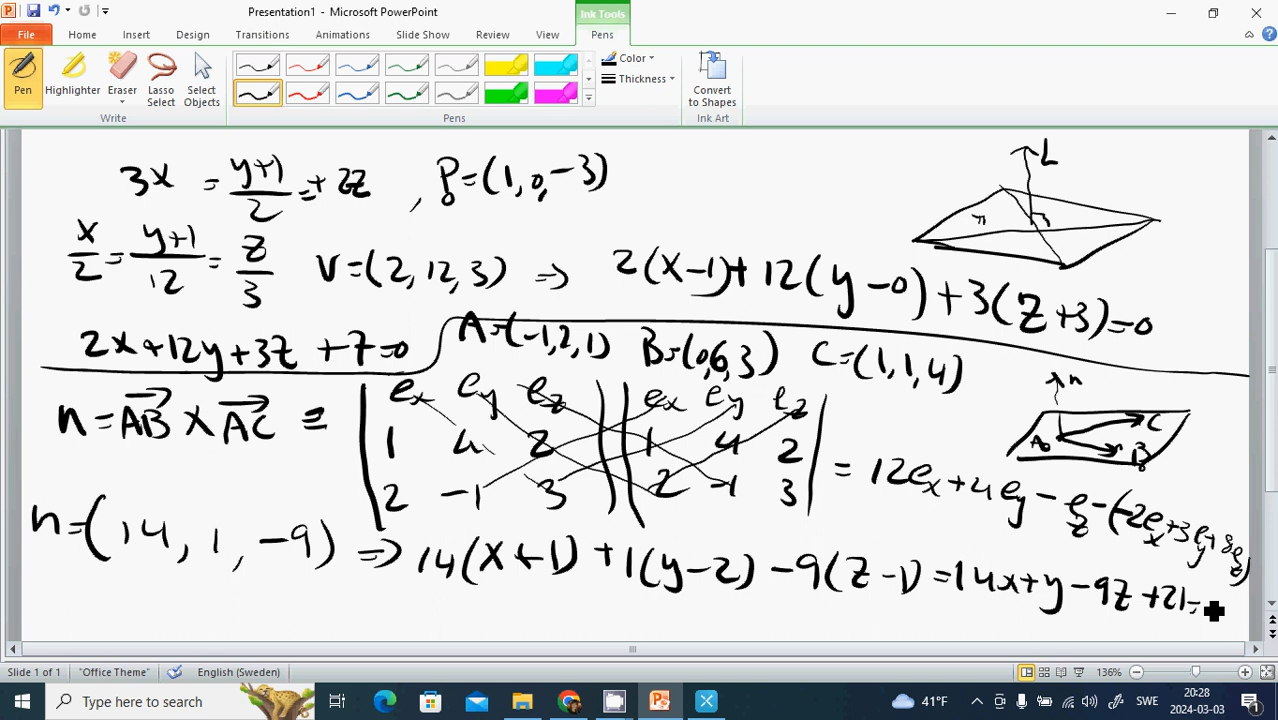 Presentation1 - Microsoft PowerPoint
Ink Tools
File Home Insert Design Transitions Animations Slide Show Review View Pens
Pen Highlighter Eraser Lasso Select Select Objects
Color
Thickness
Convert to Shapes
Write Pens Ink Art
3x = y+1/2 = +2z , P=(1,0,-3)
L
π
x/2 = y+1/12 = z/3 V=(2,12,3) ⇒ 2(x-1)+12(y-0)+3(z+3)=0
2x+12y+3z+7=0 A=(-1,2,1) B=(0,6,3) C=(1,1,4)
n
A B C
n=AB×AC = | ex ey ez | ex ey ez |
1 4 2 1 4 2
2 -1 3 2 -1 3
= 12ex+4ey-ez-(-2ex+3ey+8ez)
n=(14,1,-9) ⇒ 14(x+1)+1(y-2)-9(z-1)=14x+y-9z+21=
Slide 1 of 1 "Office Theme" English (Sweden) 136%
Type here to search 41°F SWE 20:28
2024-03-03